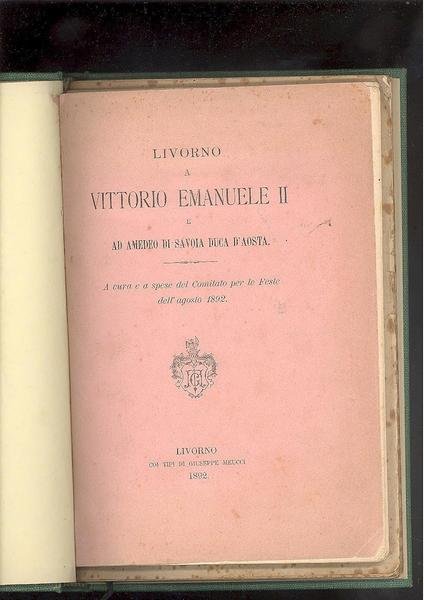 LIVORNO
A
VITTORIO EMANUELE II
E
AD AMEDEO DI SAVOIA DUCA D'AOSTA.
A cura e a spese del Comitato per le Feste
dell'agosto 1892.
LIVORNO
COI TIPI DI GIUSEPPE MEUCCI
1892.